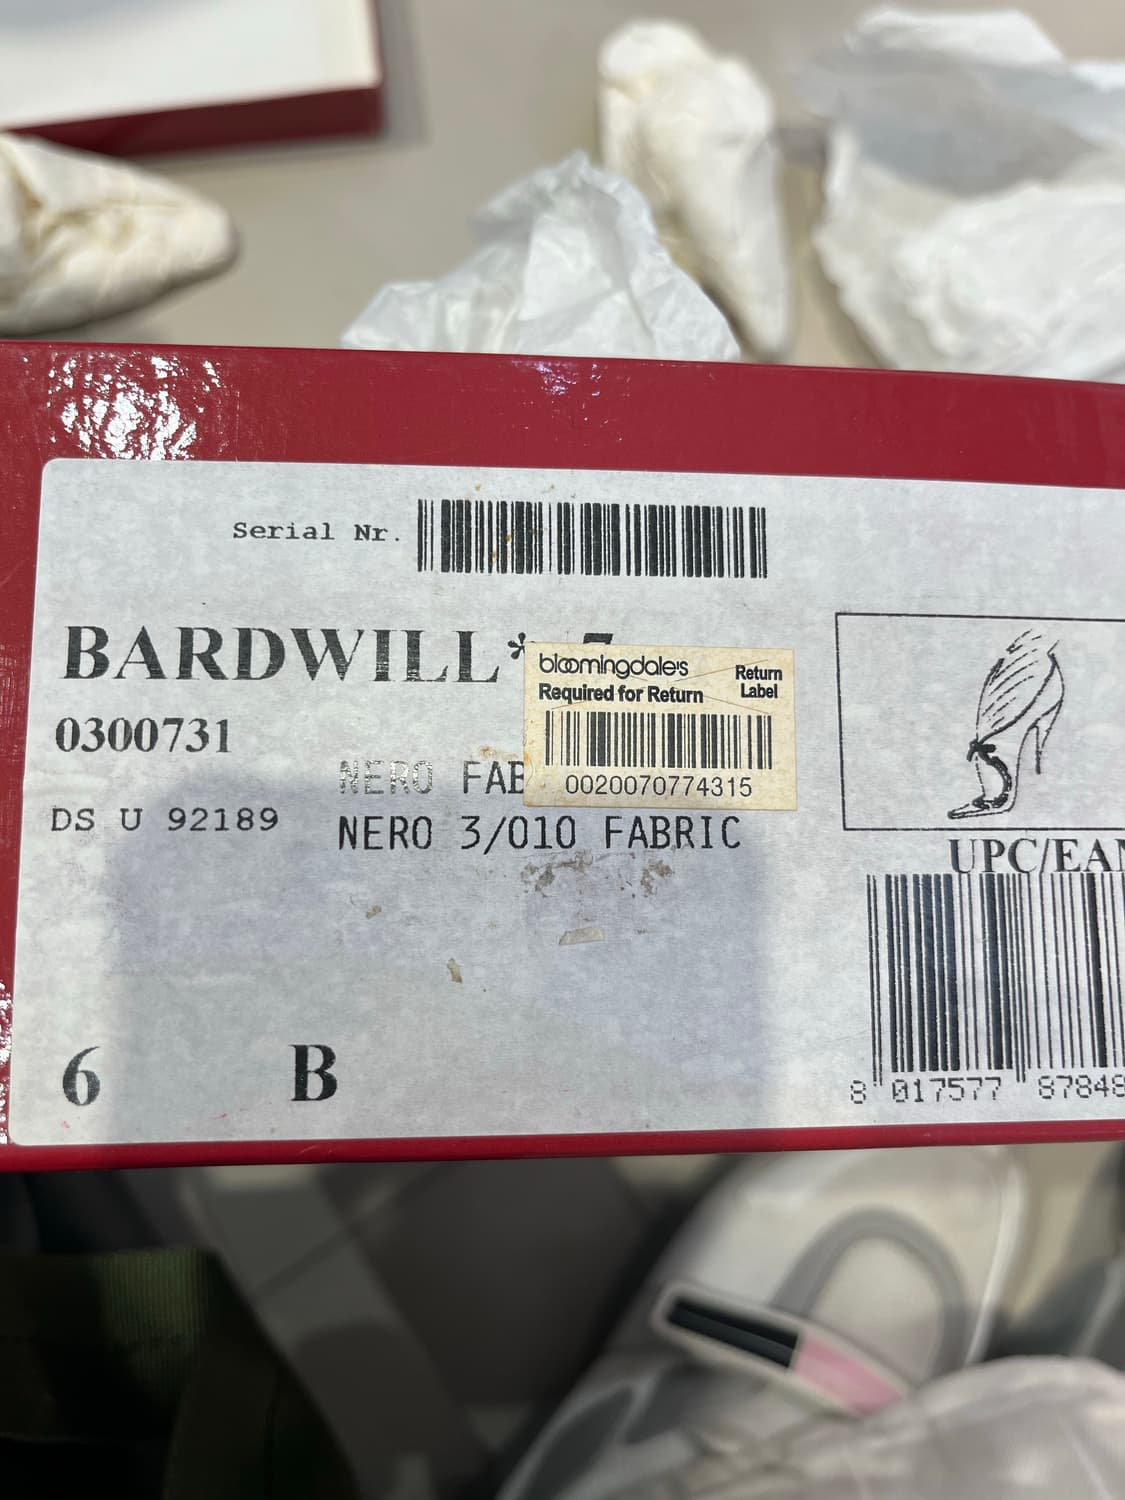 Serial Nr.
BARDWILL*
bloomingdale's
Required for Return
Return
Label
0020070774315
0300731
NERO FAB
DS U 92189
NERO 3/010 FABRIC
UPC/EAN
6 B
8 017577 87848